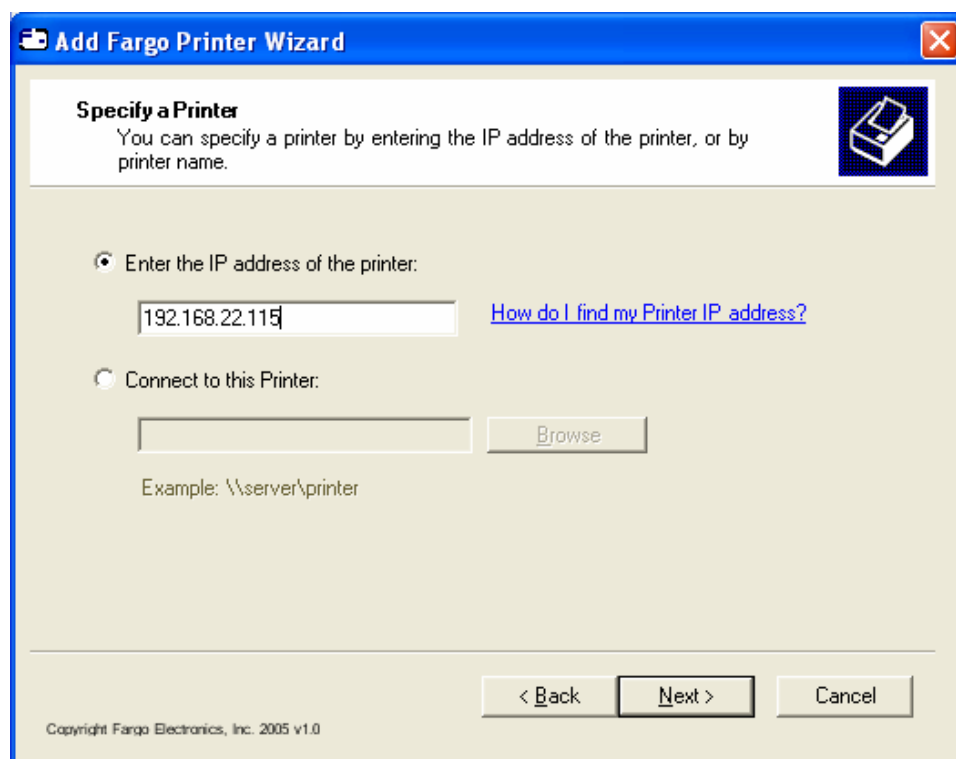 Add Fargo Printer Wizard
Specify a Printer
You can specify a printer by entering the IP address of the printer, or by
printer name.
Enter the IP address of the printer:
192.168.22.115
How do I find my Printer IP address?
Connect to this Printer:
Browse
Example: \\server\printer
< Back
Next >
Cancel
Copyright Fargo Electronics, Inc. 2005 v1.0